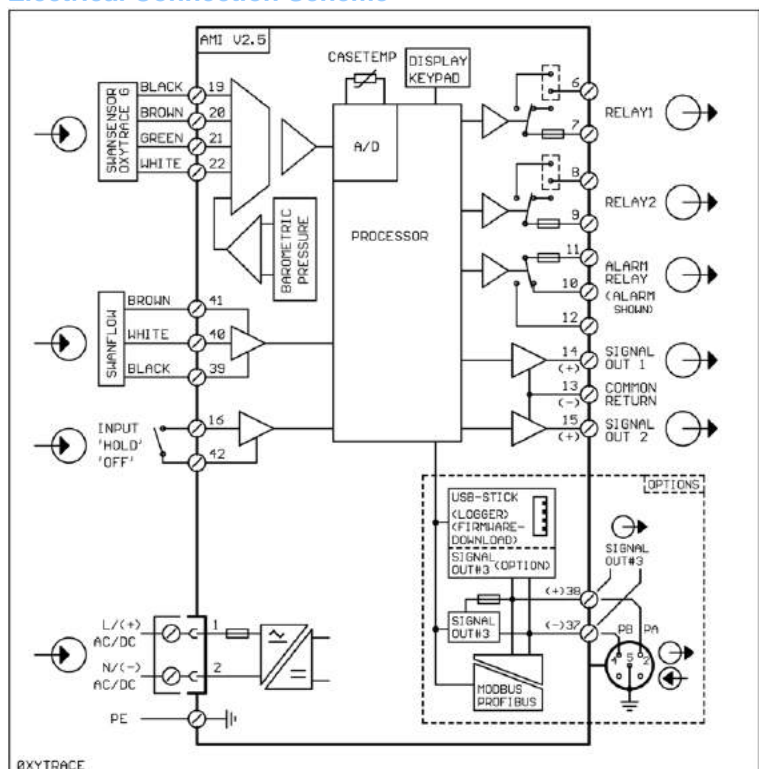 AMI V2.5
CASETEMP
DISPLAY
KEYPAD
A/D
PROCESSOR
SWANSENSOR
OXYTRACE G
BLACK 19
BROWN 20
GREEN 21
WHITE 22
BAROMETRIC
PRESSURE
SWANFLOW
BROWN 41
WHITE 40
BLACK 39
INPUT
'HOLD'
'OFF'
16
42
L/(+)
AC/DC
1
N/(-)
AC/DC
2
PE
6
RELAY1
7
8
RELAY2
9
11
ALARM
RELAY
10
(ALARM
SHOWN)
12
14 SIGNAL
(+) OUT 1
13 COMMON
(-) RETURN
15 SIGNAL
(+) OUT 2
OPTIONS
USB-STICK
(LOGGER)
(FIRMWARE-
DOWNLOAD)
SIGNAL
OUT#3 (OPTION)
SIGNAL
OUT#3
(+)38
SIGNAL
OUT#3
(-)37
PB PA
4 5 2
MODBUS
PROFIBUS
ØXYTRACE